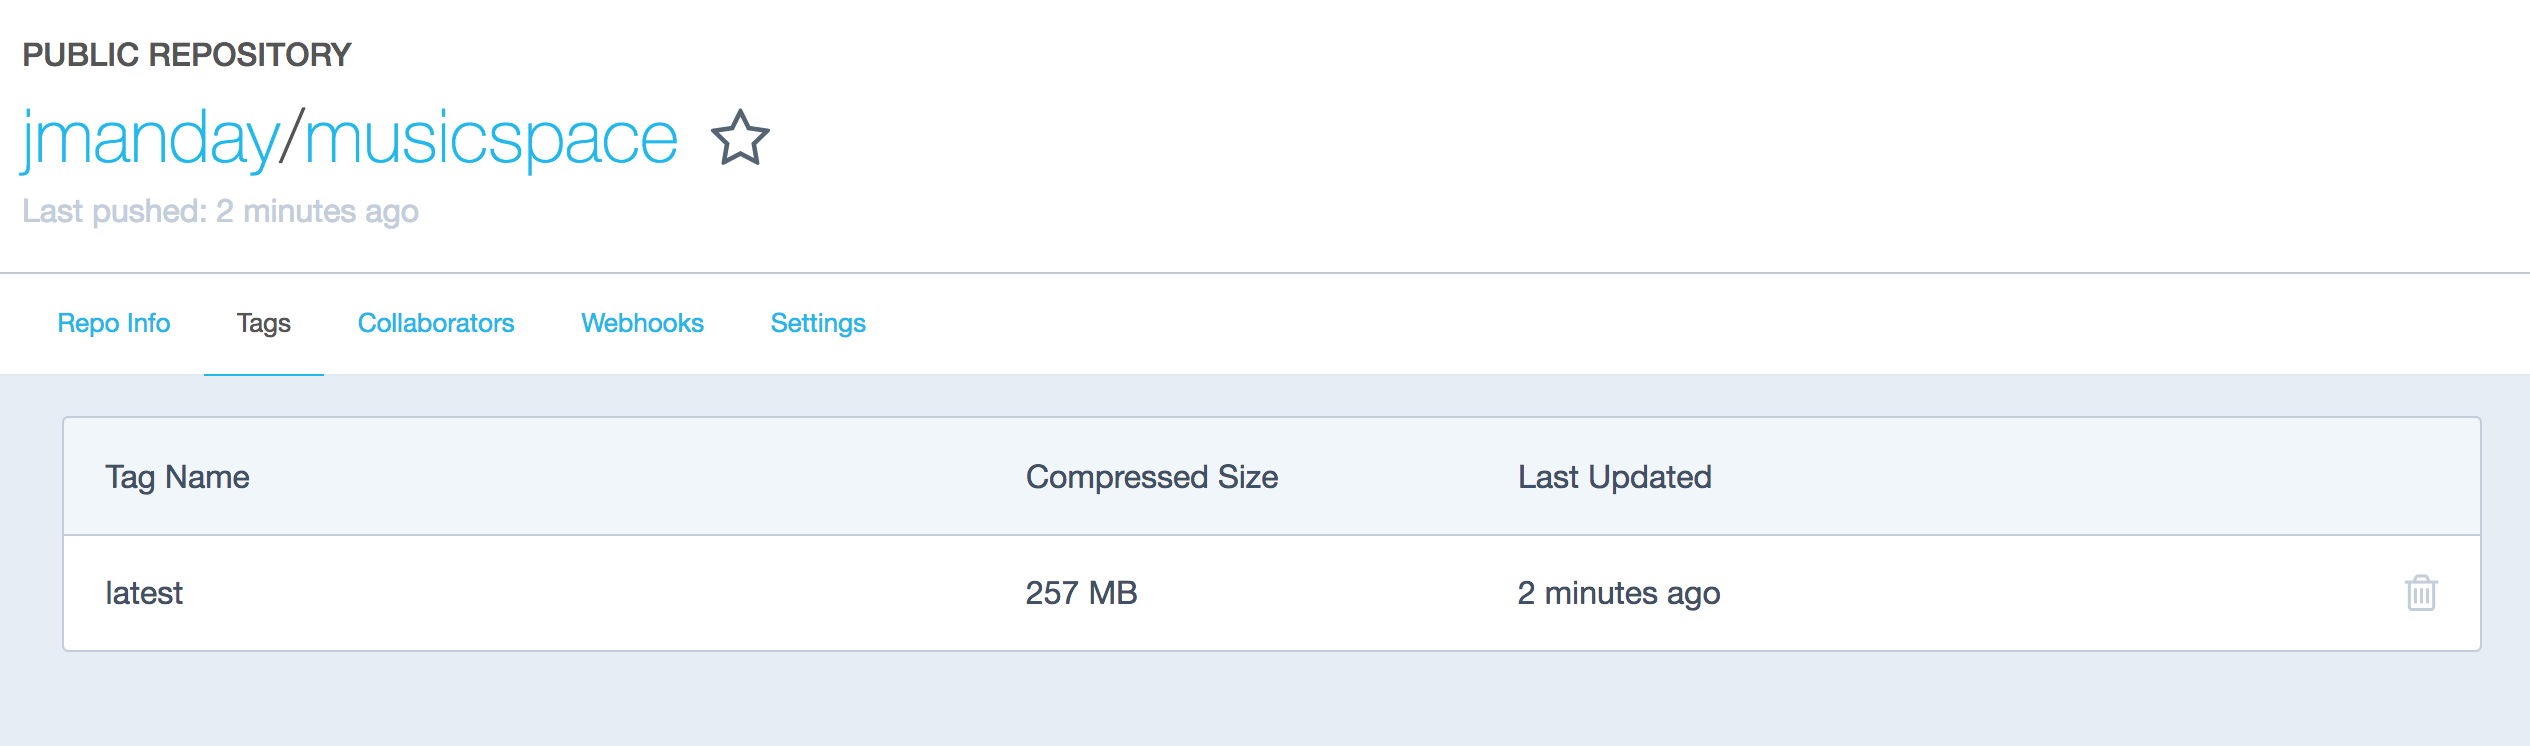 PUBLIC REPOSITORY
jmanday/musicspace
Last pushed: 2 minutes ago
Repo Info Tags Collaborators Webhooks Settings
Tag Name Compressed Size Last Updated
latest 257 MB 2 minutes ago